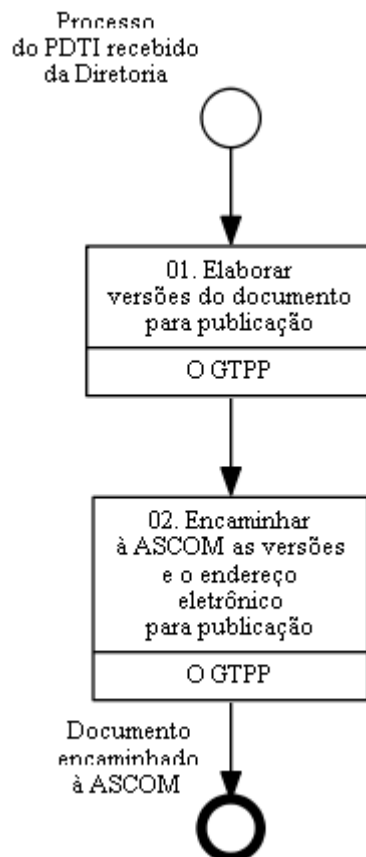 Processo
do PDTI recebido
da Diretoria
01. Elaborar
versões do documento
para publicação
O GTPP
02. Encaminhar
à ASCOM as versões
e o endereço
eletrônico
para publicação
O GTPP
Documento
encaminhado
à ASCOM